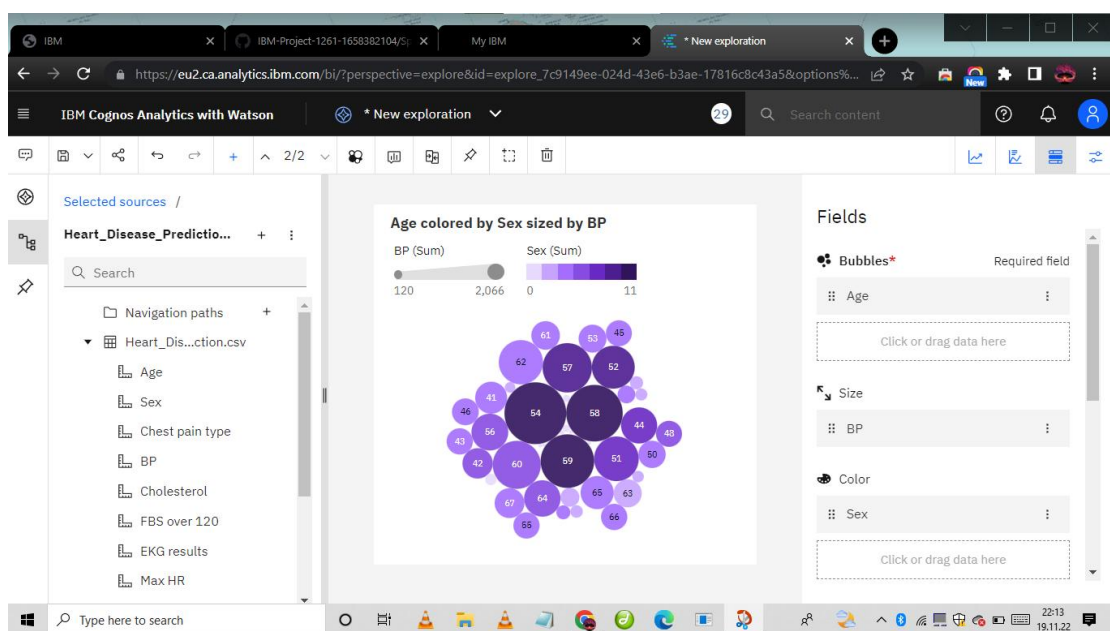 IBM
IBM-Project-1261-1658382104/Sp
My IBM
* New exploration
https://eu2.ca.analytics.ibm.com/bi/?perspective=explore&id=explore_7c9149ee-024d-43e6-b3ae-17816c8c43a5&options%...
New
IBM Cognos Analytics with Watson
* New exploration
29
Search content
2/2
Selected sources /
Heart_Disease_Predictio...
Search
Navigation paths
Heart_Dis...ction.csv
Age
Sex
Chest pain type
BP
Cholesterol
FBS over 120
EKG results
Max HR
Age colored by Sex sized by BP
BP (Sum)
Sex (Sum)
120
2,066
0
11
61
53
45
62
57
52
41
46
54
58
56
44
48
43
42
60
59
51
50
67
64
65
63
55
66
Fields
Bubbles*
Required field
Age
Click or drag data here
Size
BP
Color
Sex
Click or drag data here
Type here to search
22:13
19.11.22